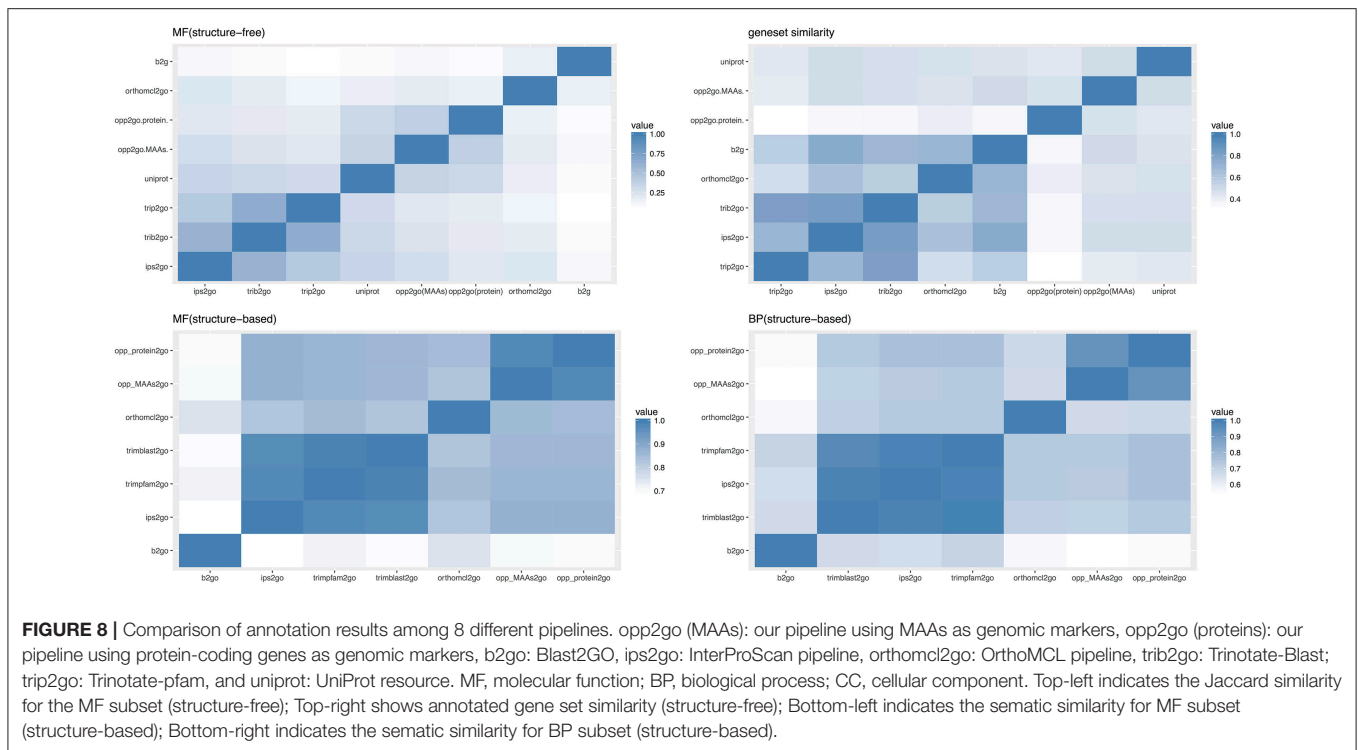 MF(structure-free)
b2g
orthomcl2go
opp2go.protein.
opp2go.MAAs.
uniprot
trip2go
trib2go
ips2go
ips2go trib2go trip2go uniprot opp2go(MAAs) opp2go(protein) orthomcl2go b2g
value
1.00
0.75
0.50
0.25
geneset similarity
uniprot
opp2go.MAAs.
opp2go.protein.
b2g
orthomcl2go
trib2go
ips2go
trip2go
trip2go ips2go trib2go orthomcl2go b2g opp2go(protein) opp2go(MAAs) uniprot
value
1.0
0.8
0.6
0.4
MF(structure-based)
opp_protein2go
opp_MAAs2go
orthomcl2go
trimblast2go
trimpfam2go
ips2go
b2go
b2go ips2go trimpfam2go trimblast2go orthomcl2go opp_MAAs2go opp_protein2go
value
1.0
0.9
0.8
0.7
BP(structure-based)
opp_protein2go
opp_MAAs2go
orthomcl2go
trimpfam2go
ips2go
trimblast2go
b2go
b2go trimblast2go ips2go trimpfam2go orthomcl2go opp_MAAs2go opp_protein2go
value
1.0
0.9
0.8
0.7
0.6
FIGURE 8 | Comparison of annotation results among 8 different pipelines. opp2go (MAAs): our pipeline using MAAs as genomic markers, opp2go (proteins): our
pipeline using protein-coding genes as genomic markers, b2go: Blast2GO, ips2go: InterProScan pipeline, orthomcl2go: OrthoMCL pipeline, trib2go: Trinotate-Blast;
trip2go: Trinotate-pfam, and uniprot: UniProt resource. MF, molecular function; BP, biological process; CC, cellular component. Top-left indicates the Jaccard similarity
for the MF subset (structure-free); Top-right shows annotated gene set similarity (structure-free); Bottom-left indicates the sematic similarity for MF subset
(structure-based); Bottom-right indicates the sematic similarity for BP subset (structure-based).